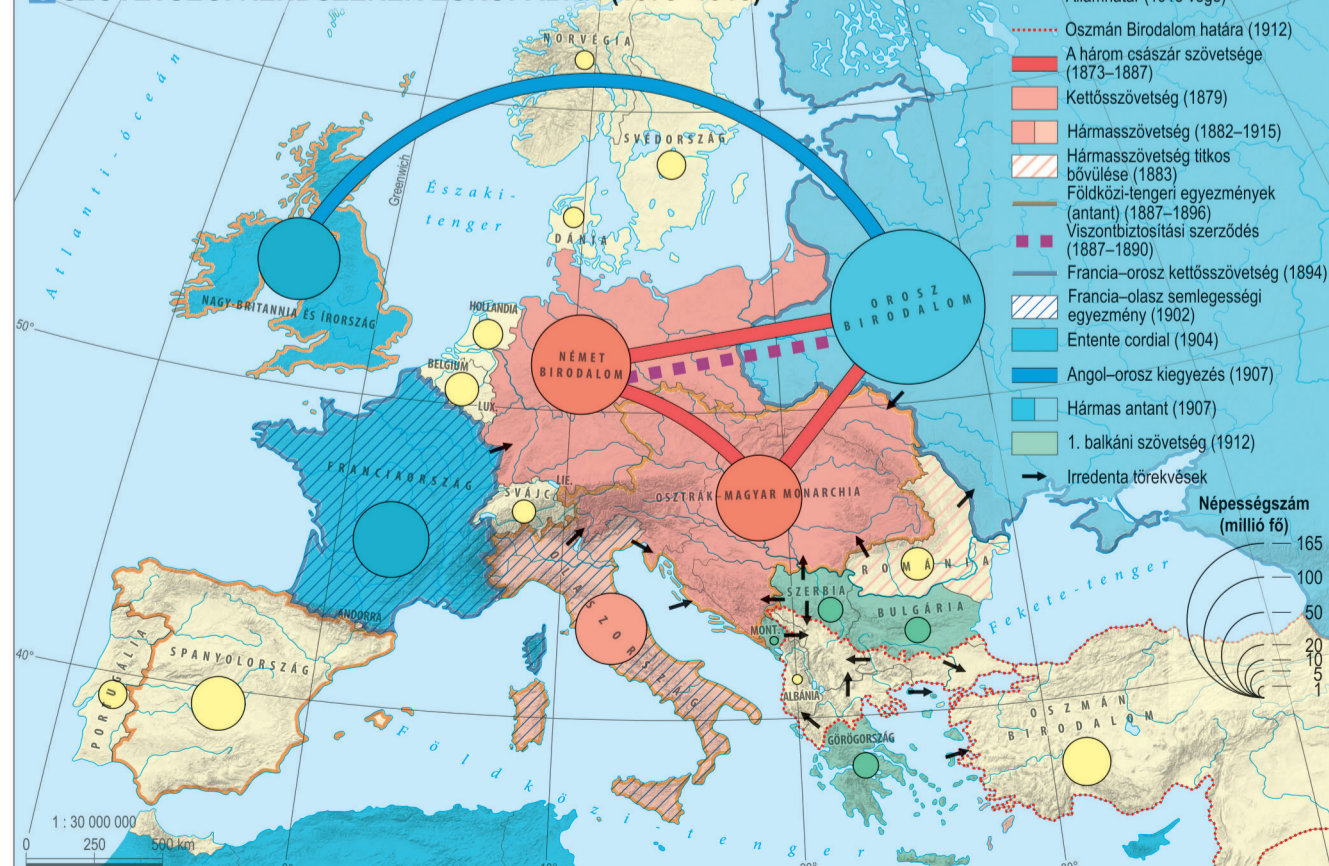 Oszmán Birodalom határa (1912)
A három császár szövetsége
(1873–1887)
Kettősszövetség (1879)
Hármasszövetség (1882–1915)
Hármasszövetség titkos
bővülése (1883)
Földközi-tengeri egyezmények
(antant) (1887–1896)
Viszontbiztosítási szerződés
(1887–1890)
Francia–orosz kettősszövetség (1894)
Francia–olasz semlegességi
egyezmény (1902)
Entente cordial (1904)
Angol–orosz kiegyezés (1907)
Hármas antant (1907)
1. balkáni szövetség (1912)
Irredenta törekvések
Népességszám
(millió fő)
165
100
50
20
10
5
1
NORVÉGIA
SVÉDORSZÁG
DÁNIA
Atlanti-óceán
Greenwich
Északi-
tenger
NAGY-BRITANNIA ÉS ÍRORSZÁG
HOLLANDIA
BELGIUM
LUX.
NÉMET
BIRODALOM
OROSZ
BIRODALOM
50°
FRANCIAORSZÁG
SVÁJC
LIE.
OSZTRÁK–MAGYAR MONARCHIA
OLASZORSZÁG
ROMÁNIA
SZERBIA
BULGÁRIA
MONT.
ALBÁNIA
GÖRÖGORSZÁG
OSZMÁN
BIRODALOM
Fekete-tenger
ANDORRA
SPANYOLORSZÁG
PORTUGÁLIA
40°
Földközi-tenger
1 : 30 000 000
0 250 500 km